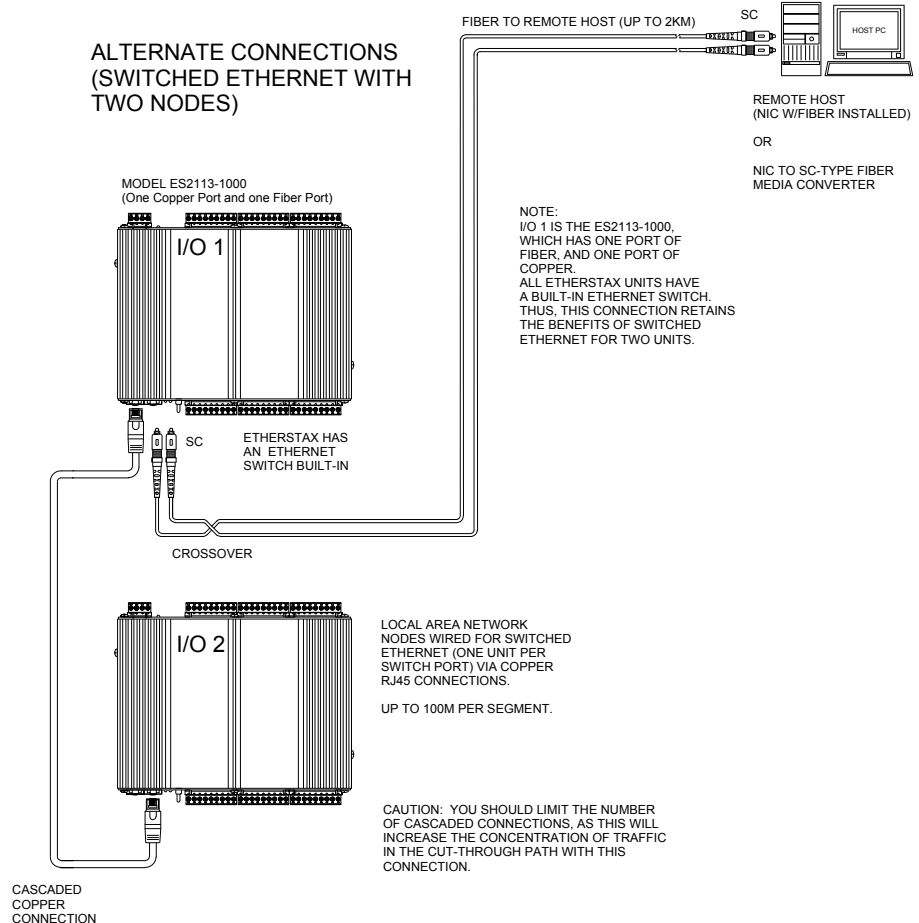 FIBER TO REMOTE HOST (UP TO 2KM)
SC
HOST PC
ALTERNATE CONNECTIONS
(SWITCHED ETHERNET WITH
TWO NODES)
REMOTE HOST
(NIC W/FIBER INSTALLED)
OR
NIC TO SC-TYPE FIBER
MEDIA CONVERTER
MODEL ES2113-1000
(One Copper Port and one Fiber Port)
I/O 1
NOTE:
I/O 1 IS THE ES2113-1000,
WHICH HAS ONE PORT OF
FIBER, AND ONE PORT OF
COPPER.
ALL ETHERSTAX UNITS HAVE
A BUILT-IN ETHERNET SWITCH.
THUS, THIS CONNECTION RETAINS
THE BENEFITS OF SWITCHED
ETHERNET FOR TWO UNITS.
SC
ETHERSTAX HAS
AN ETHERNET
SWITCH BUILT-IN
CROSSOVER
I/O 2
LOCAL AREA NETWORK
NODES WIRED FOR SWITCHED
ETHERNET (ONE UNIT PER
SWITCH PORT) VIA COPPER
RJ45 CONNECTIONS.
UP TO 100M PER SEGMENT.
CAUTION: YOU SHOULD LIMIT THE NUMBER
OF CASCADED CONNECTIONS, AS THIS WILL
INCREASE THE CONCENTRATION OF TRAFFIC
IN THE CUT-THROUGH PATH WITH THIS
CONNECTION.
CASCADED
COPPER
CONNECTION